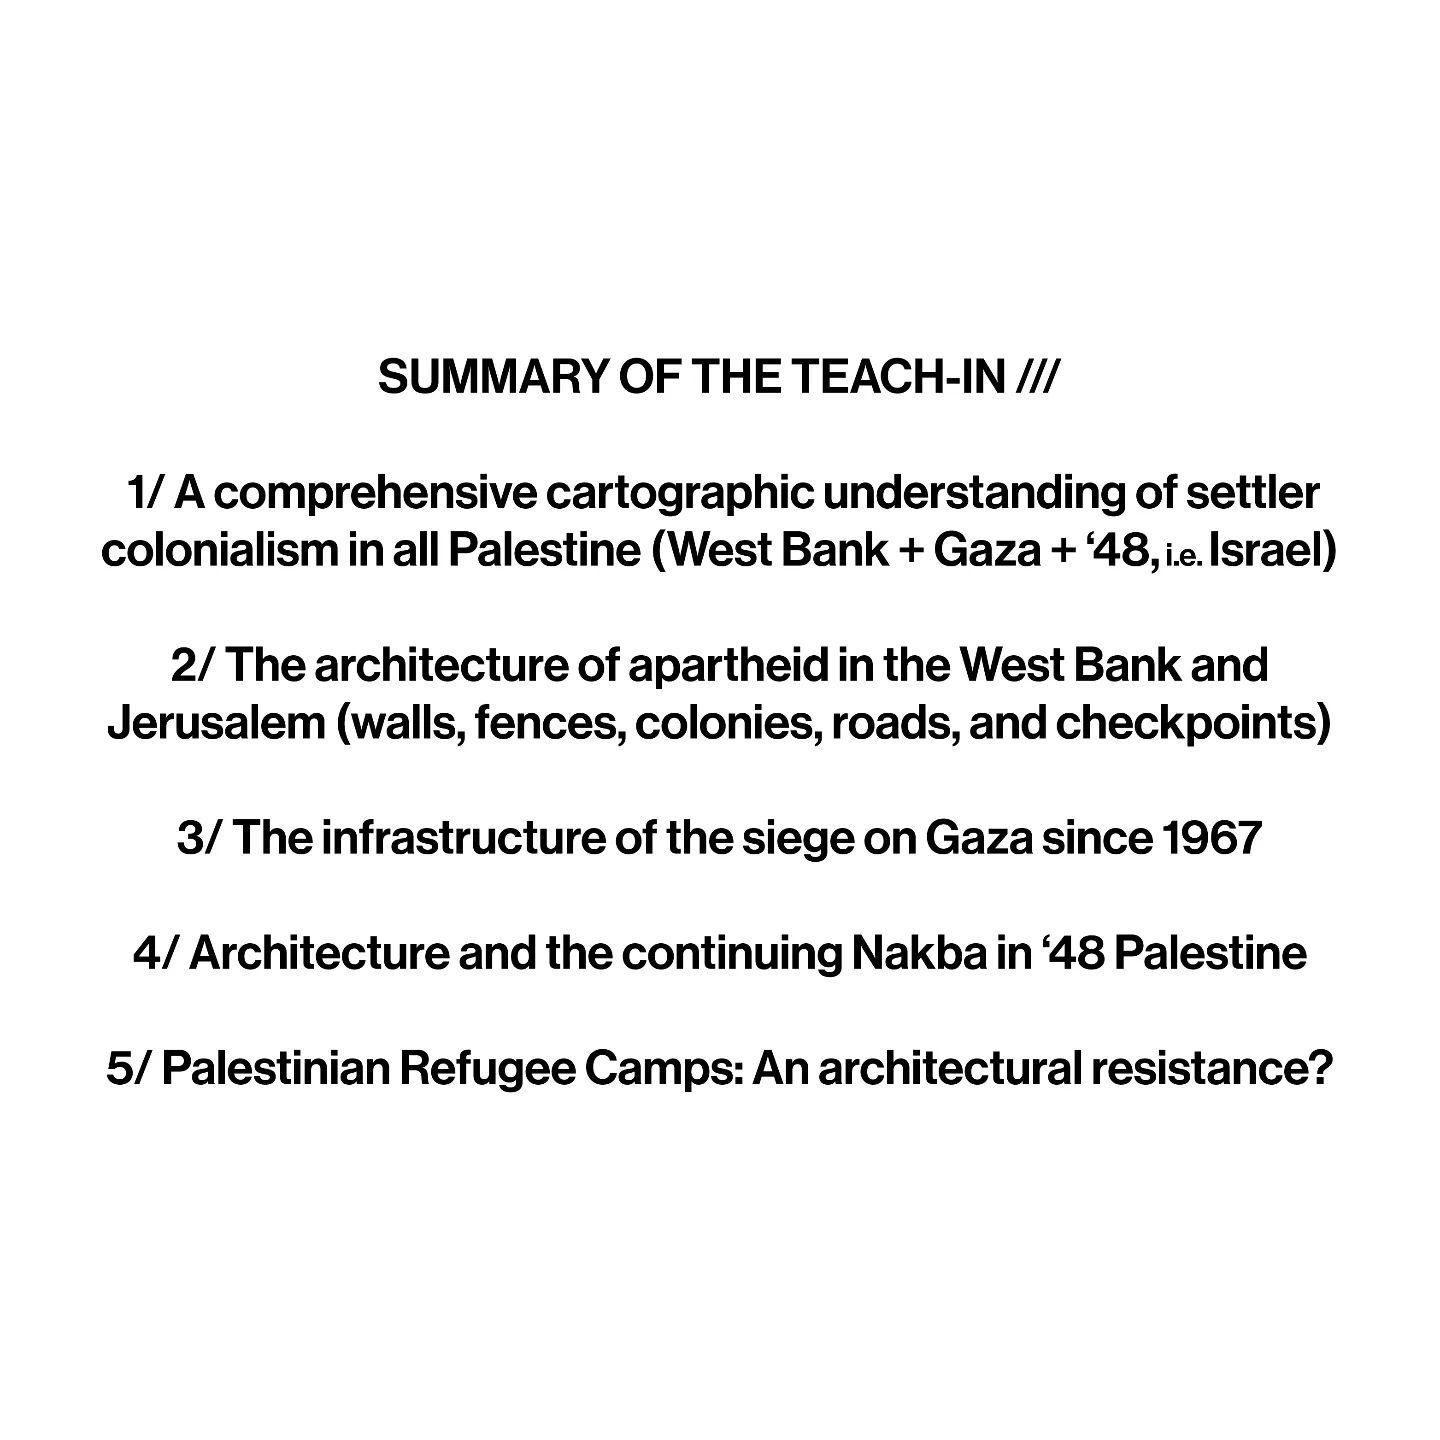 SUMMARY OF THE TEACH-IN ///
1/ A comprehensive cartographic understanding of settler
colonialism in all Palestine (West Bank + Gaza + ‘48, i.e. Israel)
2/ The architecture of apartheid in the West Bank and
Jerusalem (walls, fences, colonies, roads, and checkpoints)
3/ The infrastructure of the siege on Gaza since 1967
4/ Architecture and the continuing Nakba in ‘48 Palestine
5/ Palestinian Refugee Camps: An architectural resistance?